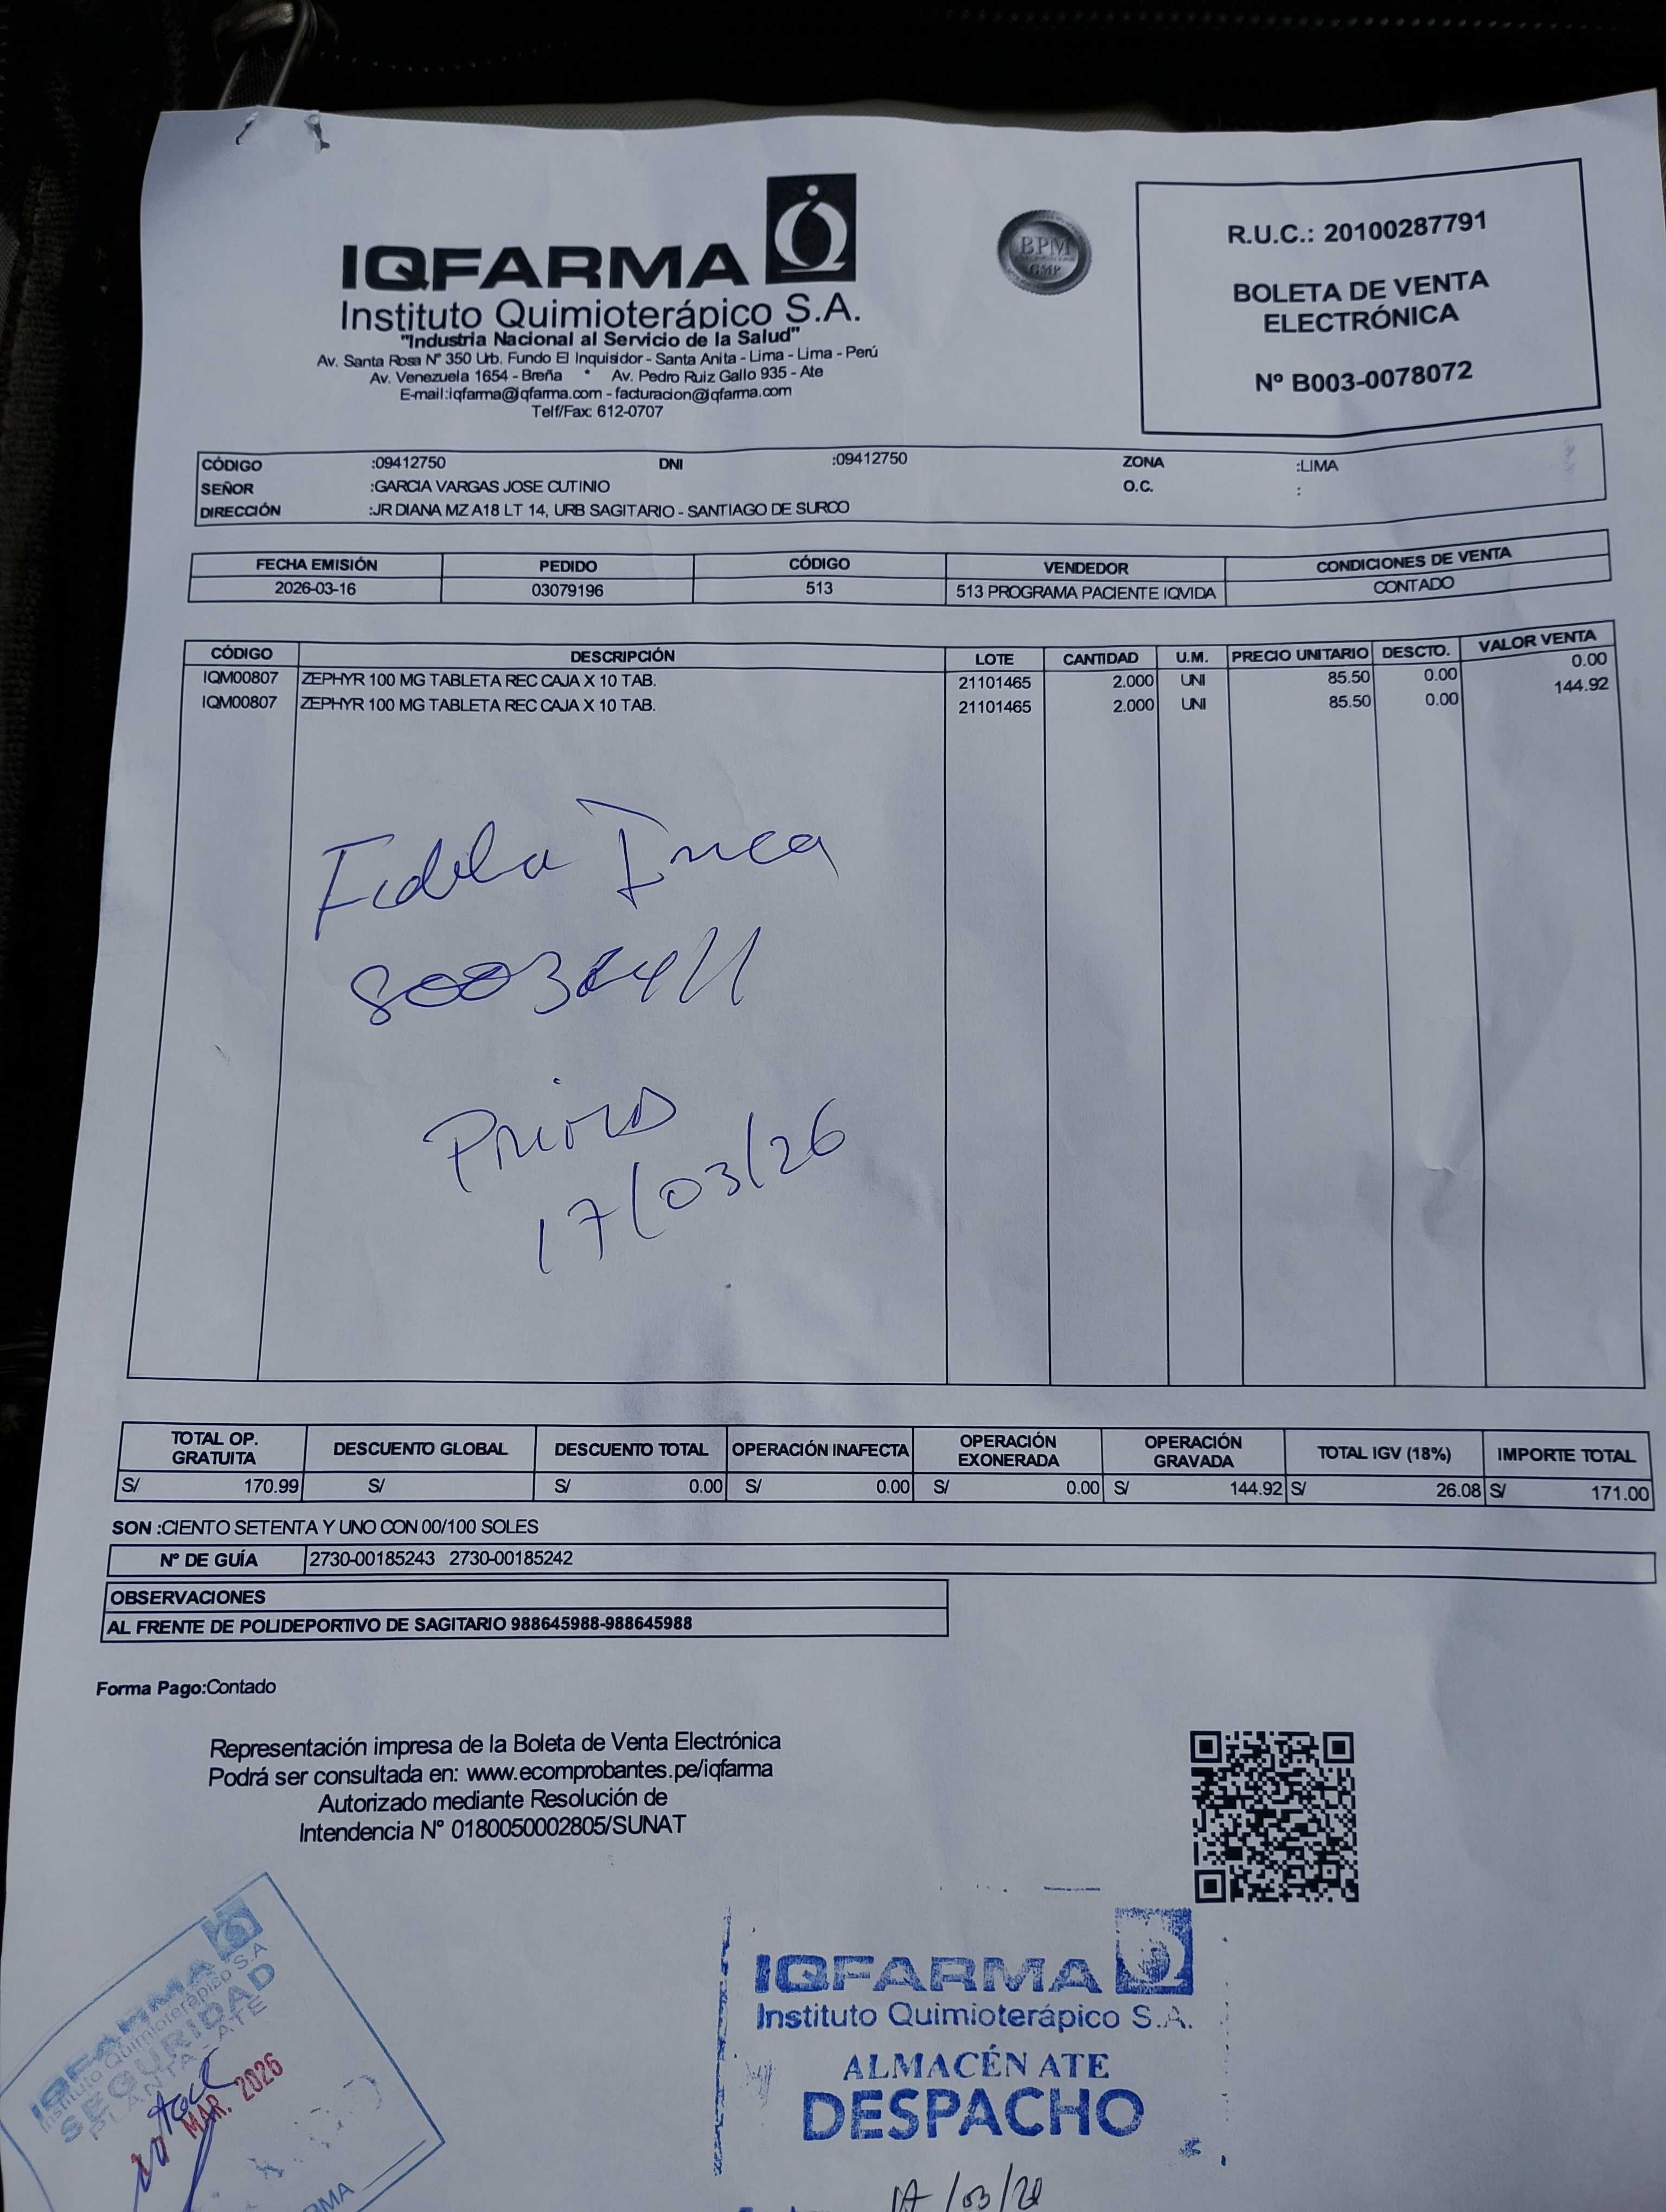 IQFARMA
Instituto Quimioterápico S.A.
"Industria Nacional al Servicio de la Salud"
Av. Santa Rosa Nº 350 Urb. Fundo El Inquisidor - Santa Anita - Lima - Lima - Perú
Av. Venezuela 1654 - Breña * Av. Pedro Ruiz Gallo 935 - Ate
E-mail:iqfarma@iqfarma.com - facturacion@iqfarma.com
Telf/Fax: 612-0707
BPM
GMP
R.U.C.: 20100287791
BOLETA DE VENTA
ELECTRÓNICA
Nº B003-0078072
CÓDIGO :09412750 DNI :09412750 ZONA :LIMA
SEÑOR :GARCIA VARGAS JOSE CUTINIO O.C. :
DIRECCIÓN :JR DIANA MZ A18 LT 14, URB SAGITARIO - SANTIAGO DE SURCO
FECHA EMISIÓN PEDIDO CÓDIGO VENDEDOR CONDICIONES DE VENTA
2026-03-16 03079196 513 513 PROGRAMA PACIENTE IQVIDA CONTADO
CÓDIGO DESCRIPCIÓN LOTE CANTIDAD U.M. PRECIO UNITARIO DESCTO. VALOR VENTA
IQM00807 ZEPHYR 100 MG TABLETA REC CAJA X 10 TAB. 21101465 2.000 UNI 85.50 0.00 0.00
IQM00807 ZEPHYR 100 MG TABLETA REC CAJA X 10 TAB. 21101465 2.000 UNI 85.50 0.00 144.92
Inca
17/03/26
TOTAL OP. GRATUITA DESCUENTO GLOBAL DESCUENTO TOTAL OPERACIÓN INAFECTA OPERACIÓN EXONERADA OPERACIÓN GRAVADA TOTAL IGV (18%) IMPORTE TOTAL
S/ 170.99 S/ S/ 0.00 S/ 0.00 S/ 0.00 S/ 144.92 S/ 26.08 S/ 171.00
SON :CIENTO SETENTA Y UNO CON 00/100 SOLES
Nº DE GUÍA 2730-00185243 2730-00185242
OBSERVACIONES
AL FRENTE DE POLIDEPORTIVO DE SAGITARIO 988645988-988645988
Forma Pago:Contado
Representación impresa de la Boleta de Venta Electrónica
Podrá ser consultada en: www.ecomprobantes.pe/iqfarma
Autorizado mediante Resolución de
Intendencia Nº 0180050002805/SUNAT
IQFARMA
Instituto Quimioterápico S.A
SEGURIDAD
PLANTA - ATE
MAR. 2026
IQFARMA
Instituto Quimioterápico S.A.
ALMACÉN ATE
DESPACHO